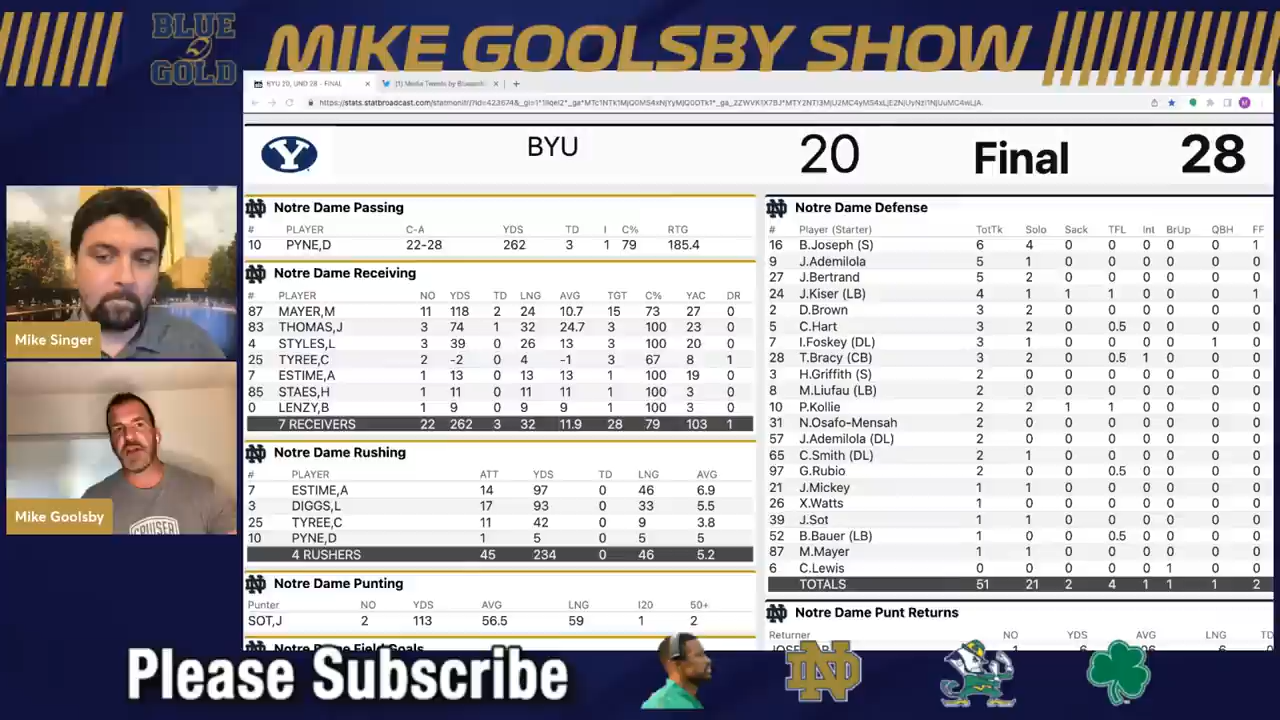 BLUE
GOLD
MIKE GOOLSBY SHOW
BYU 20, UND 28 - FINAL
BYU
20
Final
28
Notre Dame Passing
# PLAYER C-A YDS TD I C% RTG
10 PYNE,D 22-28 262 3 1 79 185.4
Notre Dame Receiving
# PLAYER NO YDS TD LNG AVG TGT C% YAC DR
87 MAYER,M 11 118 2 24 10.7 15 73 27 0
83 THOMAS,J 3 74 1 32 24.7 3 100 23 0
4 STYLES,L 3 39 0 26 13 3 100 20 0
25 TYREE,C 2 -2 0 4 -1 3 67 8 1
7 ESTIME,A 1 13 0 13 13 1 100 19 0
85 STAES,H 1 11 0 11 11 1 100 3 0
0 LENZY,B 1 9 0 9 9 1 100 3 0
7 RECEIVERS 22 262 3 32 11.9 28 79 103 1
Notre Dame Rushing
# PLAYER ATT YDS TD LNG AVG
7 ESTIME,A 14 97 0 46 6.9
3 DIGGS,L 17 93 0 33 5.5
25 TYREE,C 11 42 0 9 3.8
10 PYNE,D 1 5 0 5 5
4 RUSHERS 45 234 0 46 5.2
Notre Dame Punting
Punter NO YDS AVG LNG I20 50+
SOT,J 2 113 56.5 59 1 2
Notre Dame Field Goals
Notre Dame Defense
# Player (Starter) TotTk Solo Sack TFL Int BrUp QBH FF
16 B.Joseph (S) 6 4 0 0 0 0 0 1
9 J.Ademilola 5 1 0 0 0 0 0 0
27 J.Bertrand 5 2 0 0 0 0 0 0
24 J.Kiser (LB) 4 1 1 1 0 0 0 1
2 D.Brown 3 2 0 0 0 0 0 0
5 C.Hart 3 2 0 0.5 0 0 0 0
7 I.Foskey (DL) 3 1 0 0 0 0 1 0
28 T.Bracy (CB) 3 2 0 0.5 1 0 0 0
3 H.Griffith (S) 2 0 0 0 0 0 0 0
8 M.Liufau (LB) 2 0 0 0 0 0 0 0
10 P.Kollie 2 2 1 1 0 0 0 0
31 N.Osafo-Mensah 2 0 0 0 0 0 0 0
57 J.Ademilola (DL) 2 0 0 0 0 0 0 0
65 C.Smith (DL) 2 1 0 0 0 0 0 0
97 G.Rubio 2 0 0 0.5 0 0 0 0
21 J.Mickey 1 1 0 0 0 0 0 0
26 X.Watts 1 0 0 0 0 0 0 0
39 J.Sot 1 1 0 0 0 0 0 0
52 B.Bauer (LB) 1 0 0 0.5 0 0 0 0
87 M.Mayer 1 1 0 0 0 0 0 0
6 C.Lewis 0 0 0 0 0 1 0 0
TOTALS 51 21 2 4 1 1 1 2
Notre Dame Punt Returns
Returner NO YDS AVG LNG TD
Mike Singer
Mike Goolsby
CRUISER
Please Subscribe